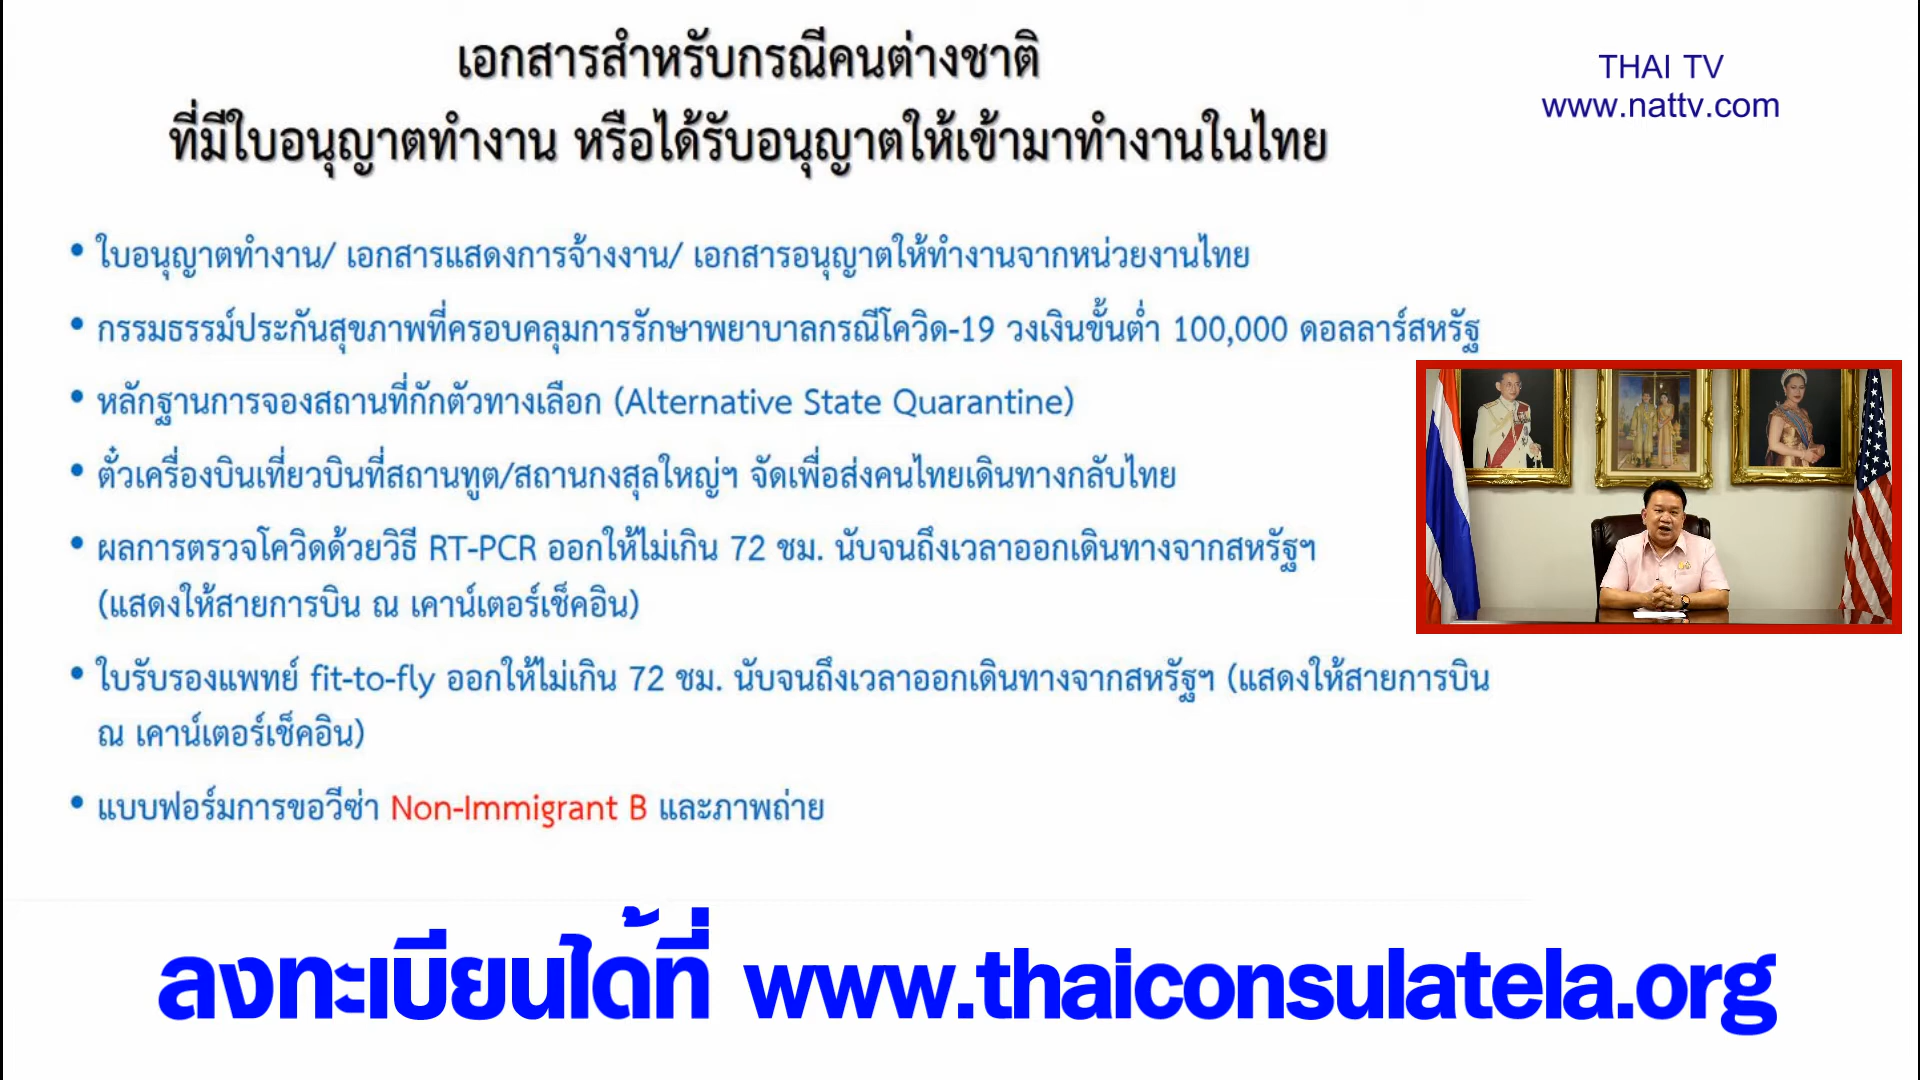 เอกสารสำหรับกรณีคนต่างชาติ
ที่มีใบอนุญาตทำงาน หรือได้รับอนุญาตให้เข้ามาทำงานในไทย
THAI TV
www.nattv.com
• ใบอนุญาตทำงาน/ เอกสารแสดงการจ้างงาน/ เอกสารอนุญาตให้ทำงานจากหน่วยงานไทย
• กรรมธรรม์ประกันสุขภาพที่ครอบคลุมการรักษาพยาบาลกรณีโควิด-19 วงเงินขั้นต่ำ 100,000 ดอลลาร์สหรัฐ
• หลักฐานการจองสถานที่กักตัวทางเลือก (Alternative State Quarantine)
• ตั๋วเครื่องบินเที่ยวบินที่สถานทูต/สถานกงสุลใหญ่ฯ จัดเพื่อส่งคนไทยเดินทางกลับไทย
• ผลการตรวจโควิดด้วยวิธี RT-PCR ออกให้ไม่เกิน 72 ชม. นับจนถึงเวลาออกเดินทางจากสหรัฐฯ
(แสดงให้สายการบิน ณ เคาน์เตอร์เช็คอิน)
• ใบรับรองแพทย์ fit-to-fly ออกให้ไม่เกิน 72 ชม. นับจนถึงเวลาออกเดินทางจากสหรัฐฯ (แสดงให้สายการบิน
ณ เคาน์เตอร์เช็คอิน)
• แบบฟอร์มการขอวีซ่า Non-Immigrant B และภาพถ่าย
ลงทะเบียนได้ที่ www.thaiconsulatela.org